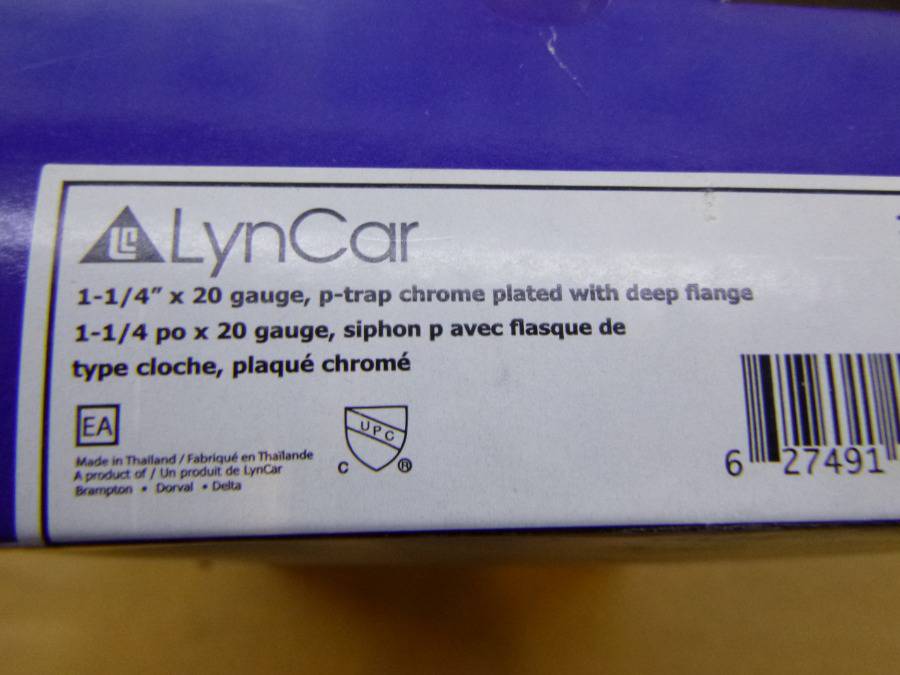 LC LynCar
1-1/4" x 20 gauge, p-trap chrome plated with deep flange
1-1/4 po x 20 gauge, siphon p avec flasque de
type cloche, plaqué chromé
EA
Made in Thailand / Fabriqué en Thaïlande
A product of / Un produit de LynCar
Brampton • Dorval • Delta
UPC
C ®
6 27491